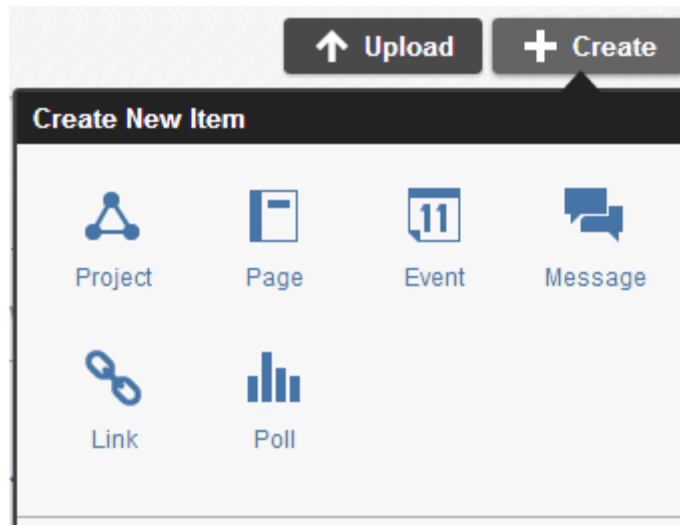 Upload Create
Create New Item
11
Project Page Event Message
Link Poll